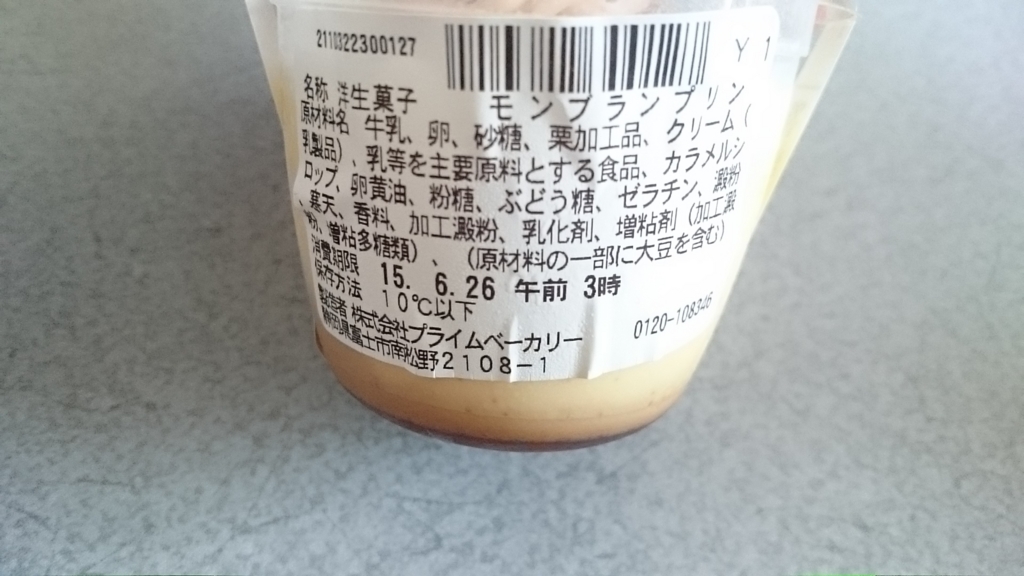 2110322300127
Y 1
名称 洋生菓子 モンブランプリン
原材料名 牛乳、卵、砂糖、栗加工品、クリーム(
乳製品)、乳等を主要原料とする食品、カラメルシ
ロップ、卵黄油、粉糖、ぶどう糖、ゼラチン、澱粉
、寒天、香料、加工澱粉、乳化剤、増粘剤(加工澱
粉、増粘多糖類)、(原材料の一部に大豆を含む)
消費期限 15. 6.26 午前 3時
保存方法 10℃以下
株式会社プライムベーカリー
富士市南松野2108-1
0120-108346